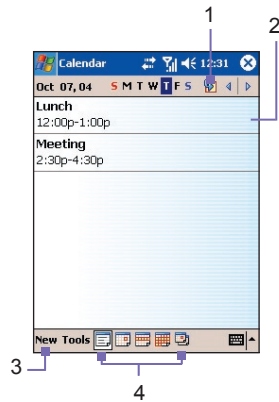 1
2
Calendar 12:31
Oct 07, 04 S M T W T F S
Lunch
12:00p-1:00p
Meeting
2:30p-4:30p
New Tools
3
4